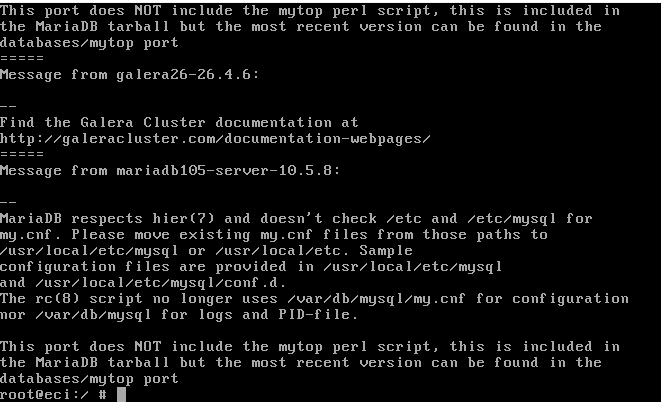 This port does NOT include the mytop perl script, this is included in
the MariaDB tarball but the most recent version can be found in the
databases/mytop port
=====
Message from galera26-26.4.6:

--
Find the Galera Cluster documentation at
http://galeracluster.com/documentation-webpages/
=====
Message from mariadb105-server-10.5.8:

--
MariaDB respects hier(7) and doesn't check /etc and /etc/mysql for
my.cnf. Please move existing my.cnf files from those paths to
/usr/local/etc/mysql or /usr/local/etc. Sample
configuration files are provided in /usr/local/etc/mysql
and /usr/local/etc/mysql/conf.d.
The rc(8) script no longer uses /var/db/mysql/my.cnf for configuration
nor /var/db/mysql for logs and PID-file.

This port does NOT include the mytop perl script, this is included in
the MariaDB tarball but the most recent version can be found in the
databases/mytop port
root@eci:/ #